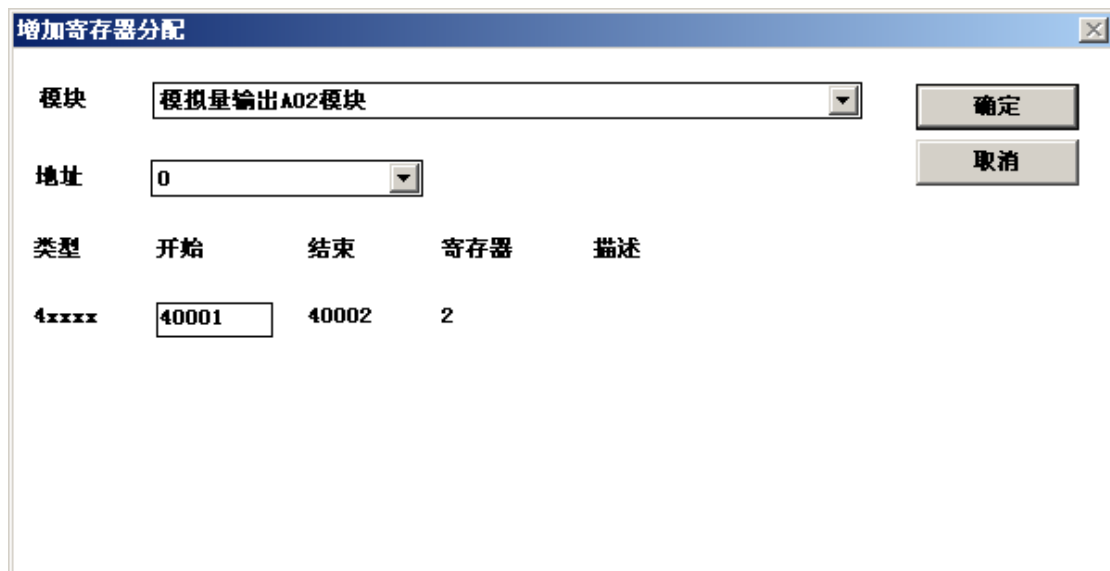 增加寄存器分配
模块 模拟量输出AO2模块 确定
取消
地址 0
类型 开始 结束 寄存器 描述
4xxxx 40001 40002 2